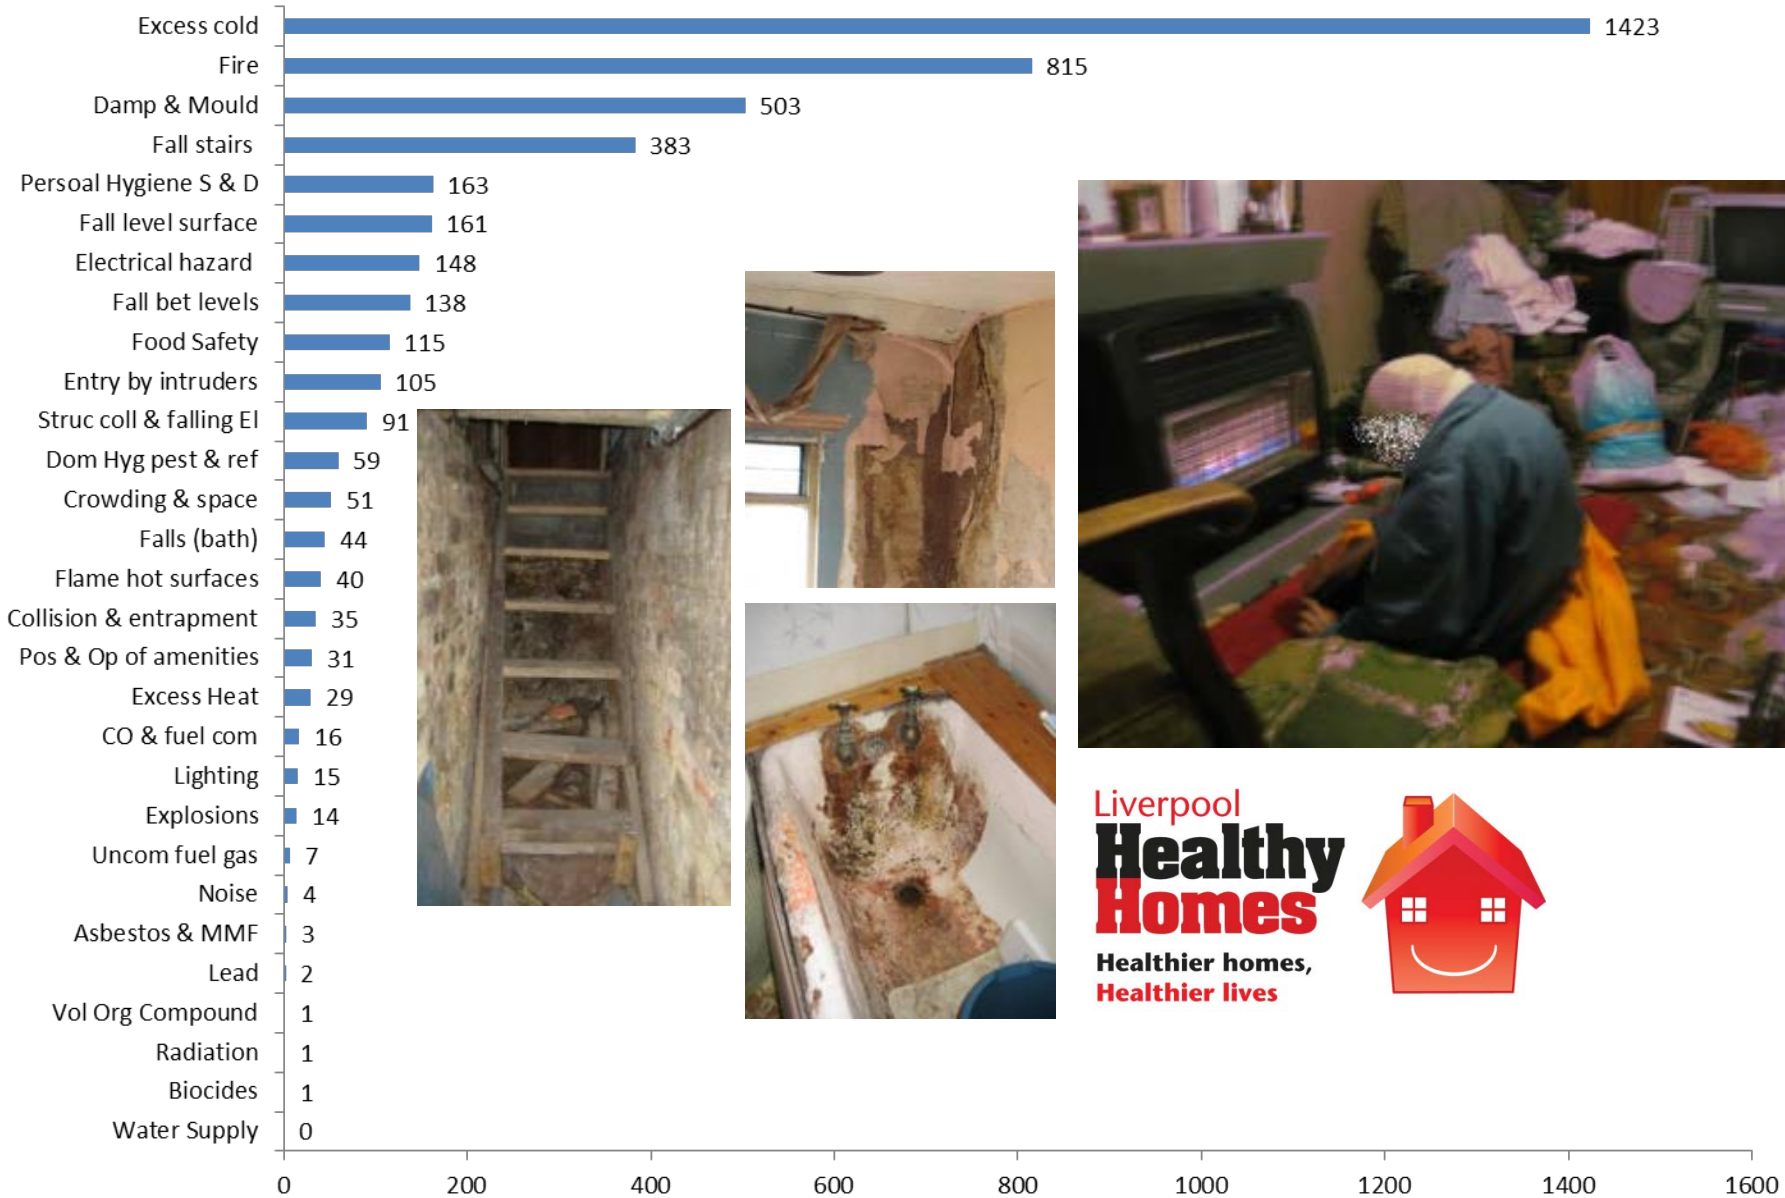 Excess cold 1423
Fire 815
Damp & Mould 503
Fall stairs 383
Persoal Hygiene S & D 163
Fall level surface 161
Electrical hazard 148
Fall bet levels 138
Food Safety 115
Entry by intruders 105
Struc coll & falling El 91
Dom Hyg pest & ref 59
Crowding & space 51
Falls (bath) 44
Flame hot surfaces 40
Collision & entrapment 35
Pos & Op of amenities 31
Excess Heat 29
CO & fuel com 16
Lighting 15
Explosions 14
Uncom fuel gas 7
Noise 4
Asbestos & MMF 3
Lead 2
Vol Org Compound 1
Radiation 1
Biocides 1
Water Supply 0
0 200 400 600 800 1000 1200 1400 1600
Liverpool
Healthy
Homes
Healthier homes,
Healthier lives